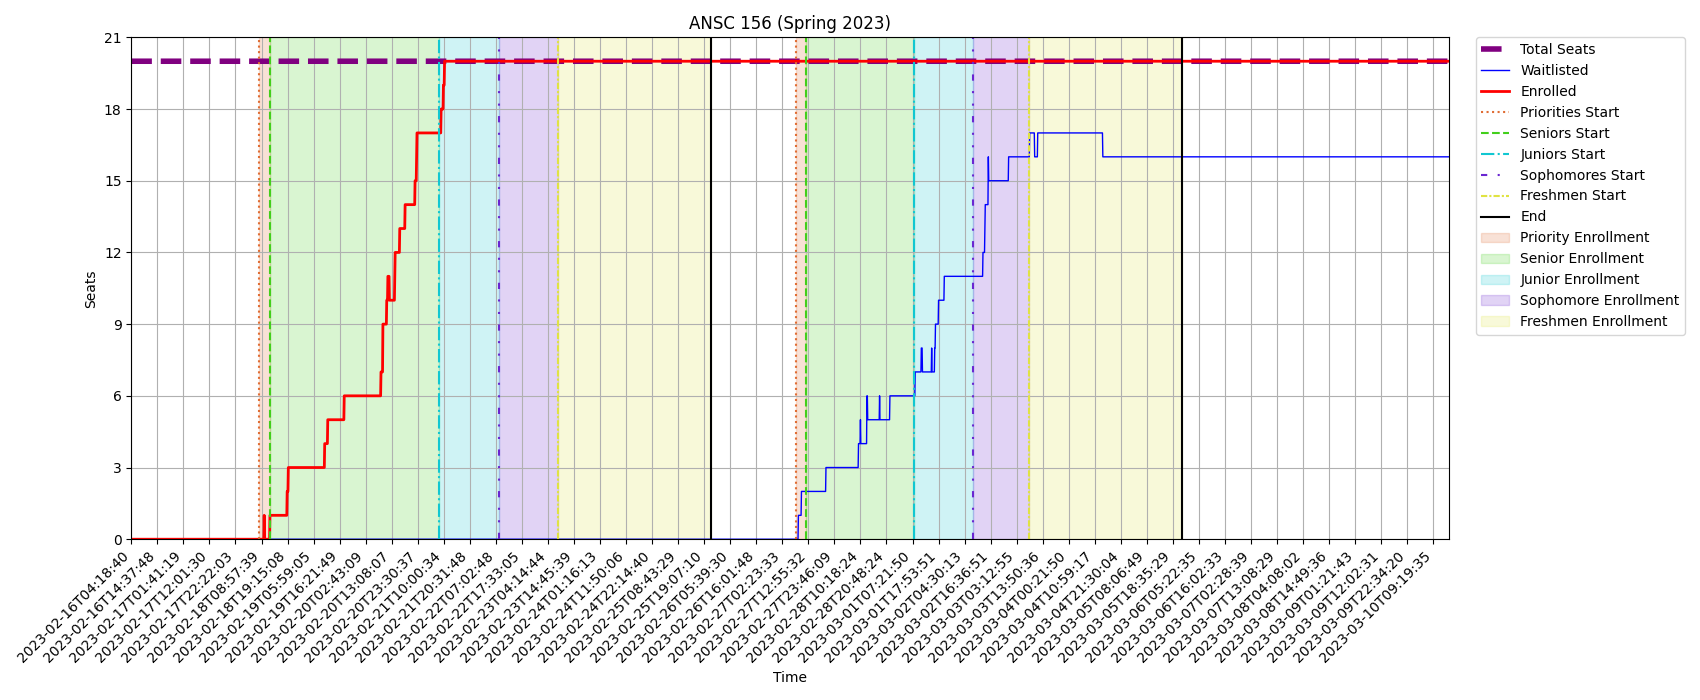 ANSC 156 (Spring 2023)
21
18
15
12
9
6
3
0
Seats
2023-02-16T04:18:40
2023-02-16T14:37:48
2023-02-17T01:41:19
2023-02-17T12:01:30
2023-02-17T22:22:03
2023-02-18T08:57:39
2023-02-18T19:15:08
2023-02-19T05:59:05
2023-02-19T16:21:49
2023-02-20T02:43:09
2023-02-20T13:08:07
2023-02-20T23:30:37
2023-02-21T10:00:34
2023-02-21T20:31:48
2023-02-22T07:02:48
2023-02-22T17:33:05
2023-02-23T04:14:44
2023-02-23T14:45:39
2023-02-24T01:16:13
2023-02-24T11:50:06
2023-02-24T22:14:40
2023-02-25T08:43:29
2023-02-25T19:07:10
2023-02-26T05:39:30
2023-02-26T16:01:48
2023-02-27T02:23:33
2023-02-27T12:55:32
2023-02-27T23:46:09
2023-02-28T10:18:24
2023-02-28T20:48:24
2023-03-01T07:21:50
2023-03-01T17:53:51
2023-03-02T04:30:13
2023-03-02T16:36:51
2023-03-03T03:12:55
2023-03-03T13:50:36
2023-03-04T00:21:50
2023-03-04T10:59:17
2023-03-04T21:30:04
2023-03-05T08:06:49
2023-03-05T18:35:29
2023-03-06T05:22:35
2023-03-06T16:02:33
2023-03-07T02:28:39
2023-03-07T13:08:29
2023-03-08T04:08:02
2023-03-08T14:49:36
2023-03-09T01:21:43
2023-03-09T12:02:31
2023-03-09T22:34:20
2023-03-10T09:19:35
Time
Total Seats
Waitlisted
Enrolled
Priorities Start
Seniors Start
Juniors Start
Sophomores Start
Freshmen Start
End
Priority Enrollment
Senior Enrollment
Junior Enrollment
Sophomore Enrollment
Freshmen Enrollment